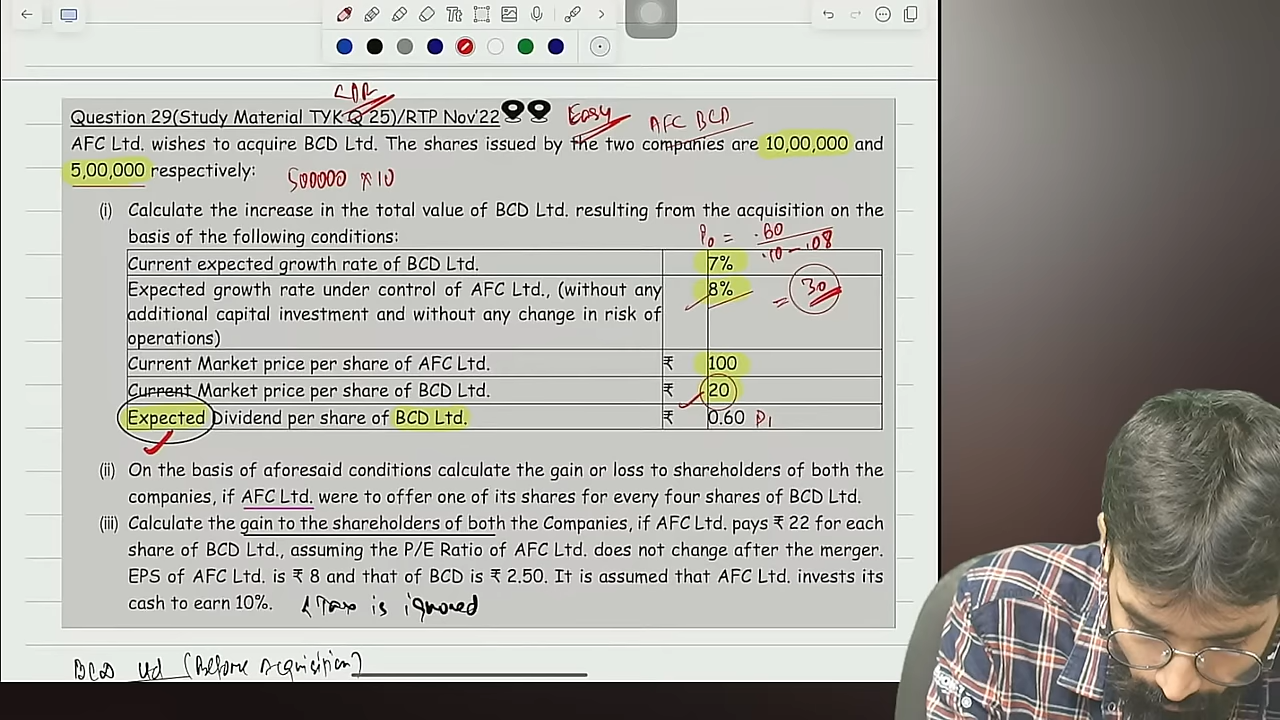 Tt
CDR
Question 29(Study Material TYK Q 25)/RTP Nov'22 Easy AFC BCD
AFC Ltd. wishes to acquire BCD Ltd. The shares issued by the two companies are 10,00,000 and
5,00,000 respectively: 500000 × 10
(i) Calculate the increase in the total value of BCD Ltd. resulting from the acquisition on the
basis of the following conditions:
P0 = .60
.10 - .08
= 30
Current expected growth rate of BCD Ltd. 7%
Expected growth rate under control of AFC Ltd., (without any 8%
additional capital investment and without any change in risk of
operations)
Current Market price per share of AFC Ltd. ₹ 100
Current Market price per share of BCD Ltd. ₹ 20
Expected Dividend per share of BCD Ltd. ₹ 0.60 D1
(ii) On the basis of aforesaid conditions calculate the gain or loss to shareholders of both the
companies, if AFC Ltd. were to offer one of its shares for every four shares of BCD Ltd.
(iii) Calculate the gain to the shareholders of both the Companies, if AFC Ltd. pays ₹ 22 for each
share of BCD Ltd., assuming the P/E Ratio of AFC Ltd. does not change after the merger.
EPS of AFC Ltd. is ₹ 8 and that of BCD is ₹ 2.50. It is assumed that AFC Ltd. invests its
cash to earn 10%. & Tax is ignored
BCD Ltd (Before Acquisition)